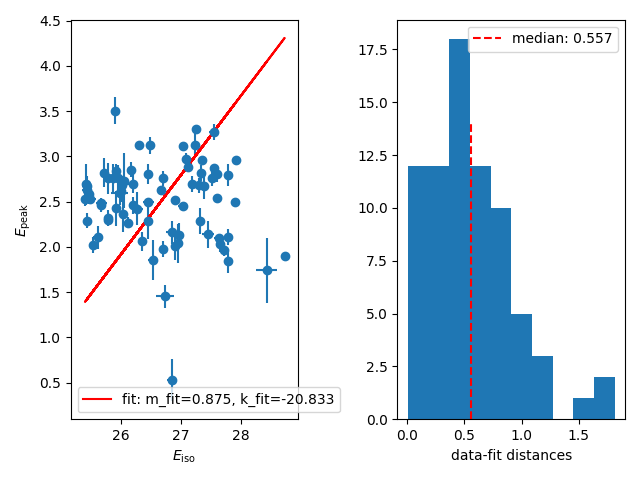 4.5
4.0
3.5
3.0
2.5
2.0
1.5
1.0
0.5
E_peak
26 27 28
E_iso
fit: m_fit=0.875, k_fit=-20.833
17.5
15.0
12.5
10.0
7.5
5.0
2.5
0.0
0.0 0.5 1.0 1.5
data-fit distances
median: 0.557